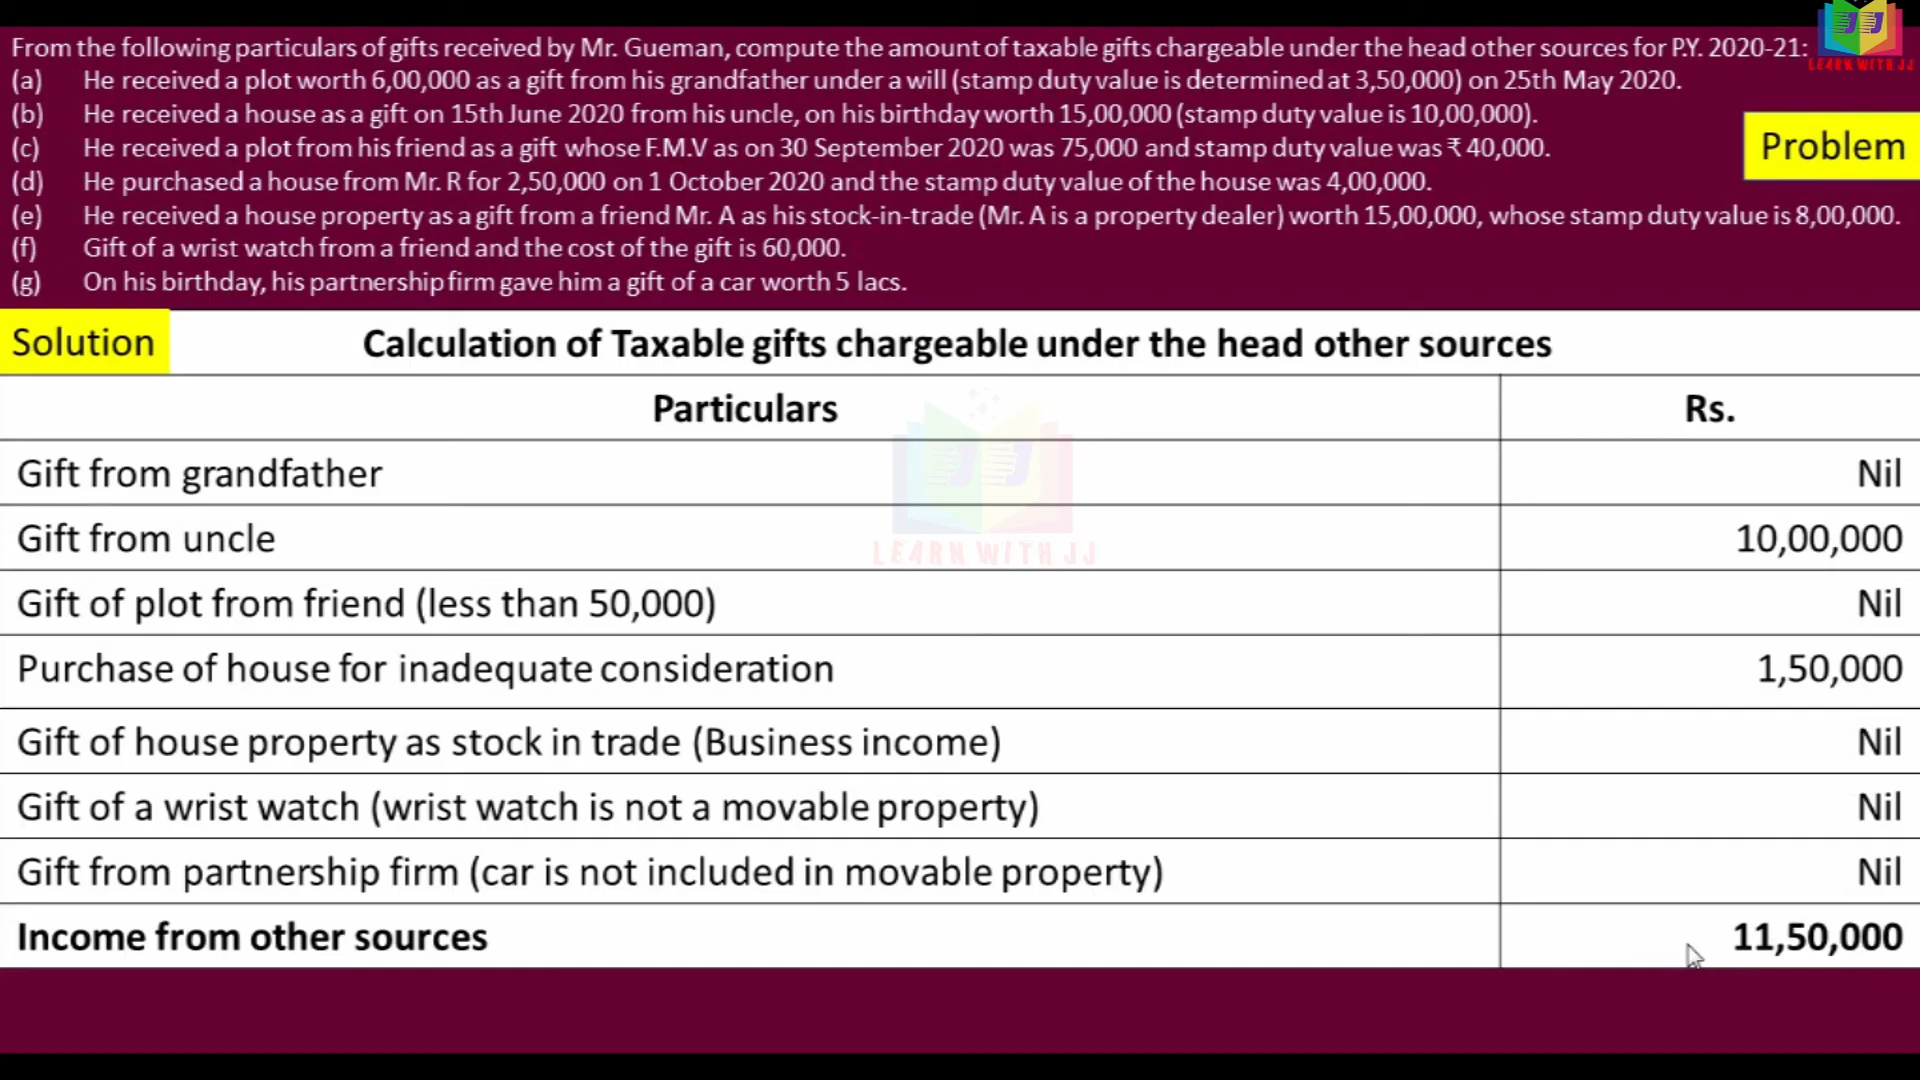 From the following particulars of gifts received by Mr. Gueman, compute the amount of taxable gifts chargeable under the head other sources for P.Y. 2020-21:
LEARN WITH JJ
(a) He received a plot worth 6,00,000 as a gift from his grandfather under a will (stamp duty value is determined at 3,50,000) on 25th May 2020.
(b) He received a house as a gift on 15th June 2020 from his uncle, on his birthday worth 15,00,000 (stamp duty value is 10,00,000).
(c) He received a plot from his friend as a gift whose F.M.V as on 30 September 2020 was 75,000 and stamp duty value was ₹ 40,000.
Problem
(d) He purchased a house from Mr. R for 2,50,000 on 1 October 2020 and the stamp duty value of the house was 4,00,000.
(e) He received a house property as a gift from a friend Mr. A as his stock-in-trade (Mr. A is a property dealer) worth 15,00,000, whose stamp duty value is 8,00,000.
(f) Gift of a wrist watch from a friend and the cost of the gift is 60,000.
(g) On his birthday, his partnership firm gave him a gift of a car worth 5 lacs.
Solution
Calculation of Taxable gifts chargeable under the head other sources
Particulars Rs.
Gift from grandfather Nil
Gift from uncle 10,00,000
LEARN WITH JJ
Gift of plot from friend (less than 50,000) Nil
Purchase of house for inadequate consideration 1,50,000
Gift of house property as stock in trade (Business income) Nil
Gift of a wrist watch (wrist watch is not a movable property) Nil
Gift from partnership firm (car is not included in movable property) Nil
Income from other sources 11,50,000